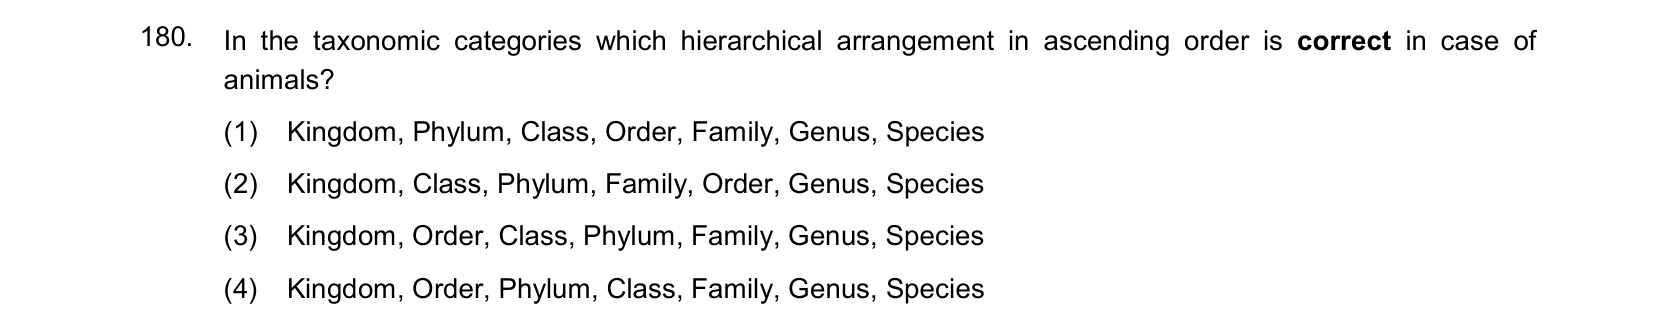 180. In the taxonomic categories which hierarchical arrangement in ascending order is correct in case of
animals?
(1) Kingdom, Phylum, Class, Order, Family, Genus, Species
(2) Kingdom, Class, Phylum, Family, Order, Genus, Species
(3) Kingdom, Order, Class, Phylum, Family, Genus, Species
(4) Kingdom, Order, Phylum, Class, Family, Genus, Species